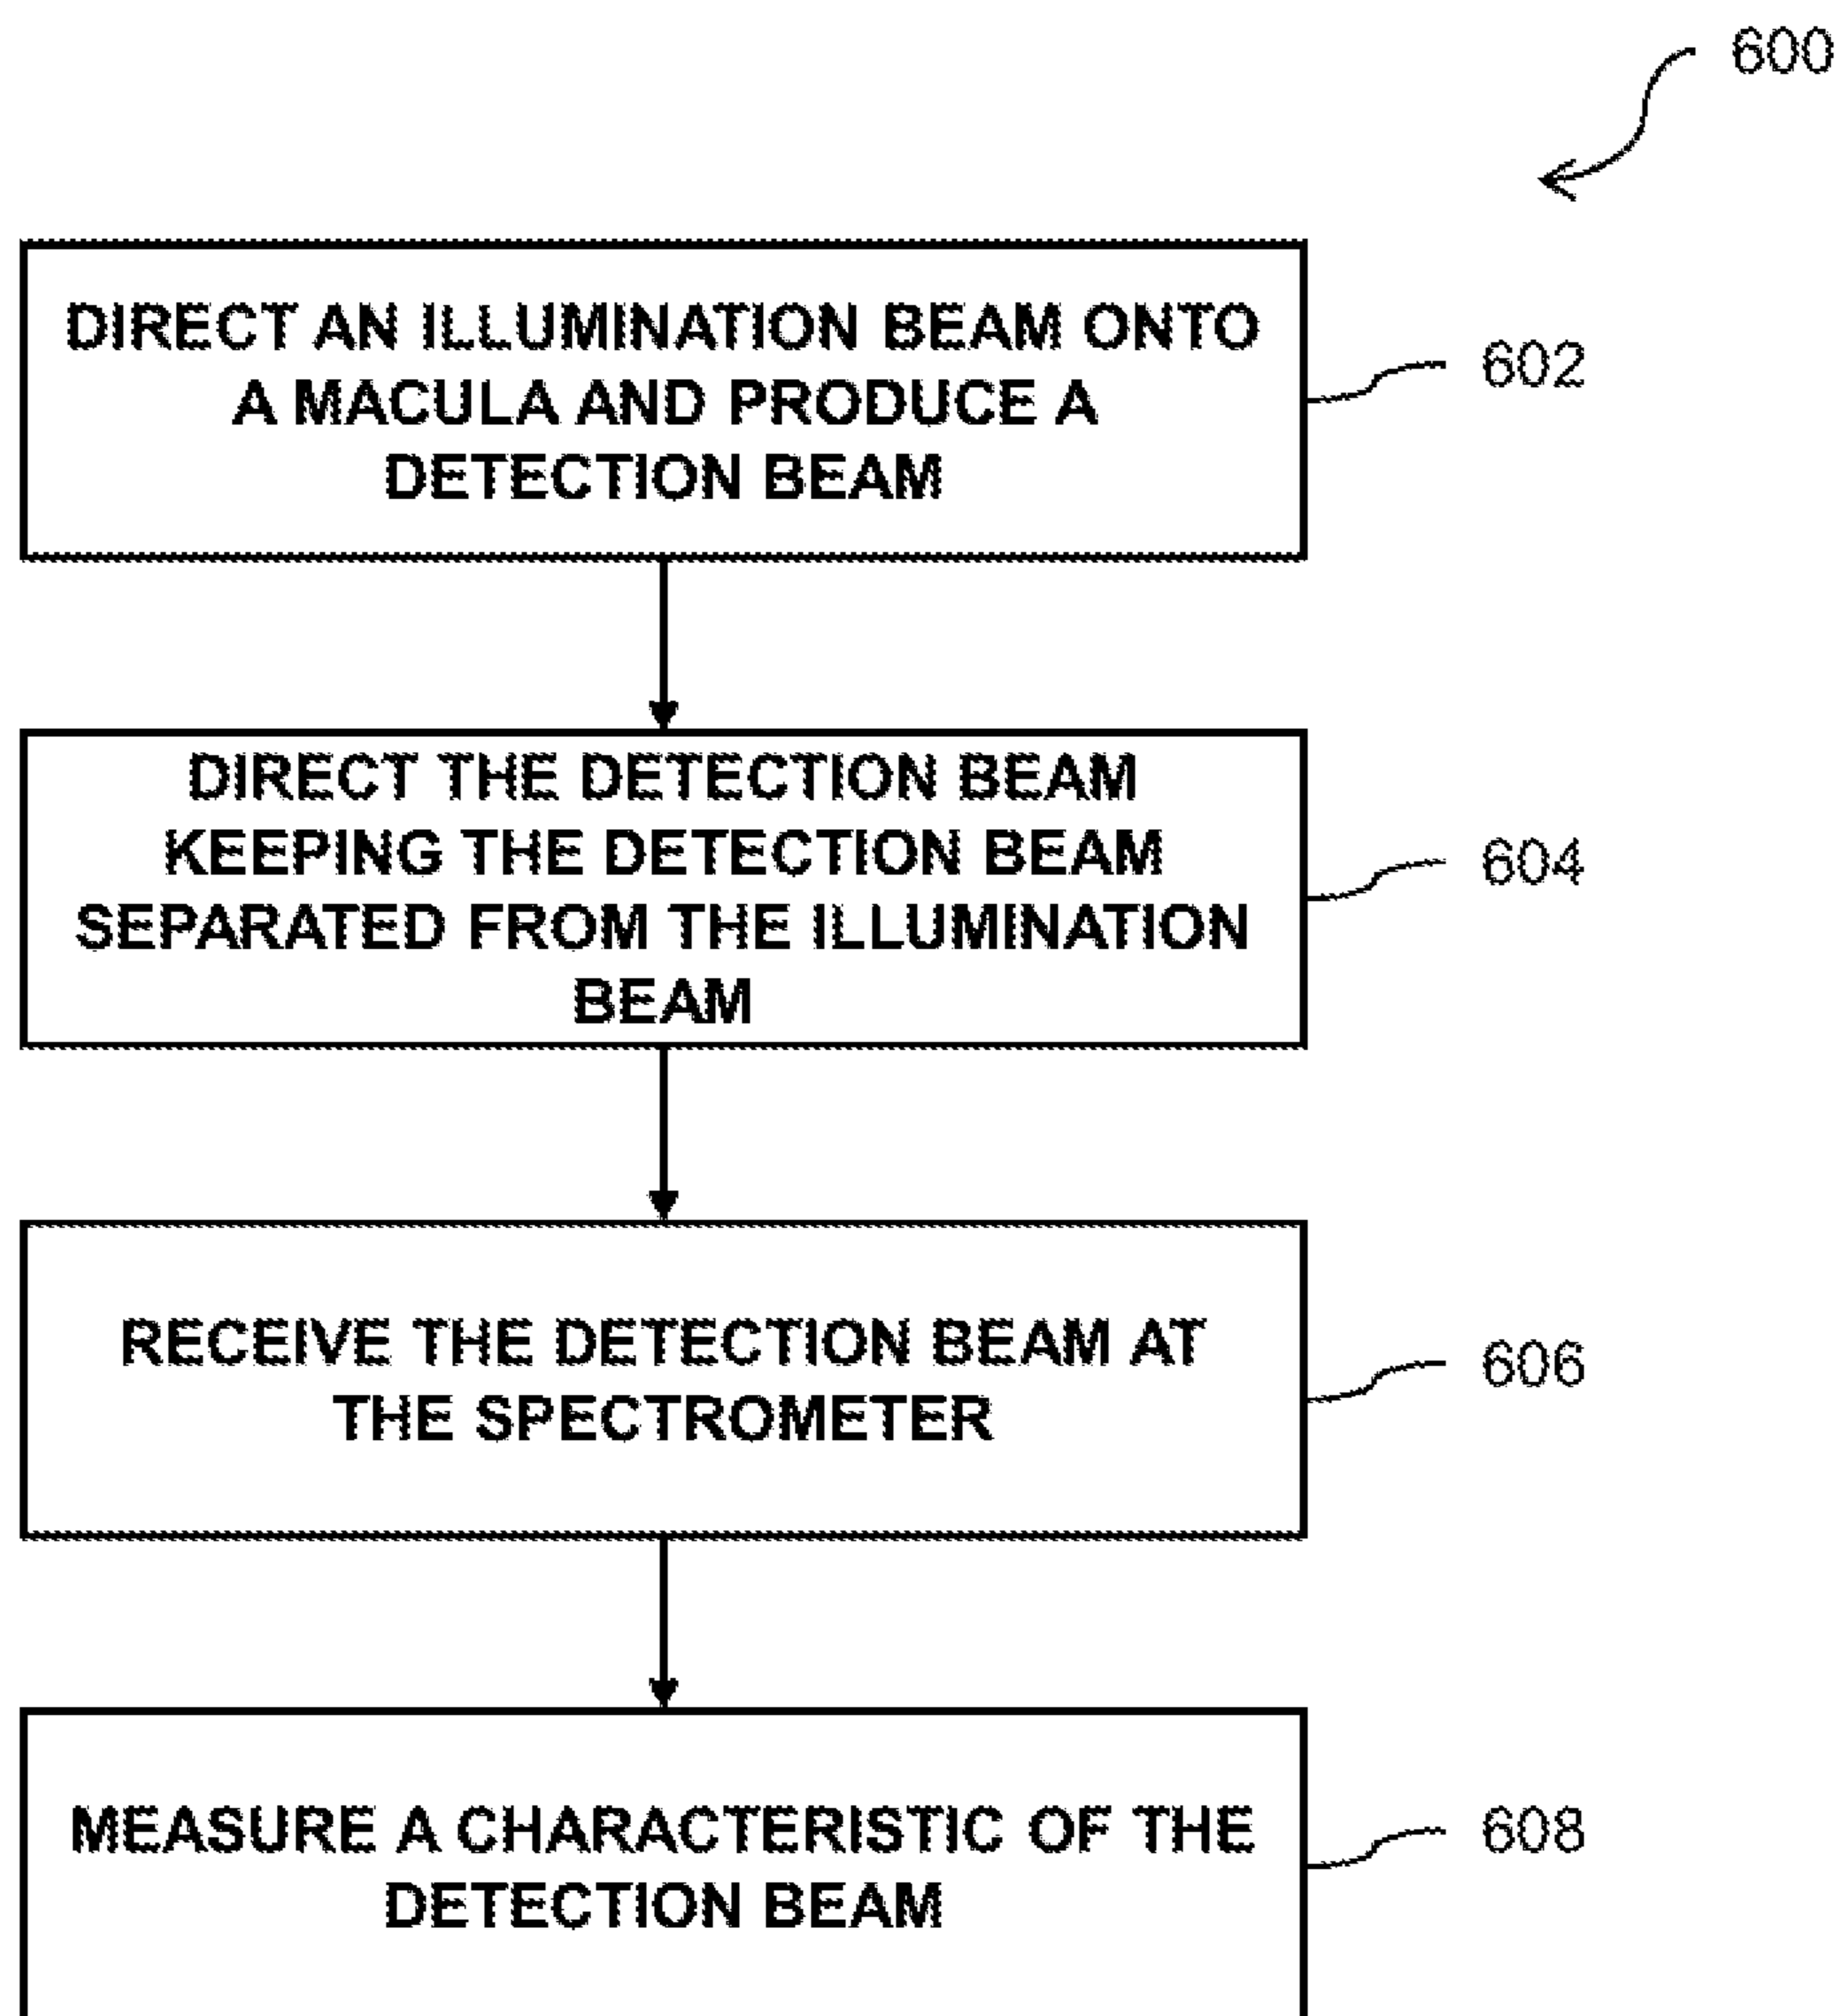 600
DIRECT AN ILLUMINATION BEAM ONTO
A MACULA AND PRODUCE A
DETECTION BEAM
602
DIRECT THE DETECTION BEAM
KEEPING THE DETECTION BEAM
SEPARATED FROM THE ILLUMINATION
BEAM
604
RECEIVE THE DETECTION BEAM AT
THE SPECTROMETER
606
MEASURE A CHARACTERISTIC OF THE
DETECTION BEAM
608